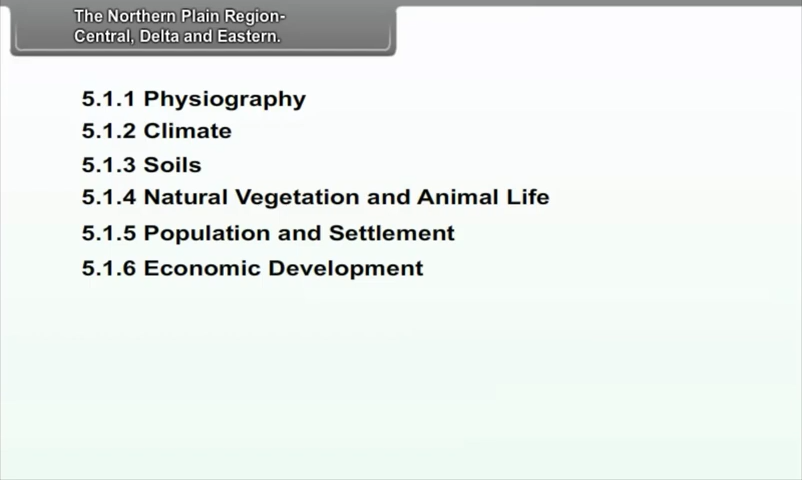 The Northern Plain Region-
Central, Delta and Eastern.
5.1.1 Physiography
5.1.2 Climate
5.1.3 Soils
5.1.4 Natural Vegetation and Animal Life
5.1.5 Population and Settlement
5.1.6 Economic Development